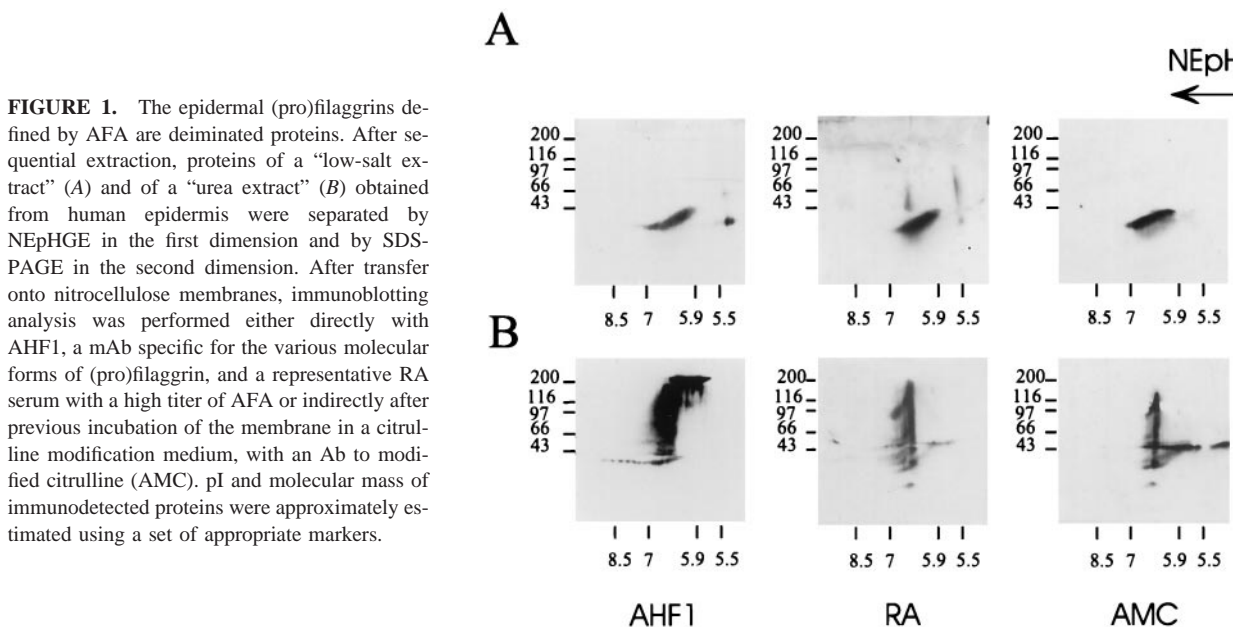 FIGURE 1. The epidermal (pro)filaggrins de-
fined by AFA are deiminated proteins. After se-
quential extraction, proteins of a “low-salt ex-
tract” (A) and of a “urea extract” (B) obtained
from human epidermis were separated by
NEpHGE in the first dimension and by SDS-
PAGE in the second dimension. After transfer
onto nitrocellulose membranes, immunoblotting
analysis was performed either directly with
AHF1, a mAb specific for the various molecular
forms of (pro)filaggrin, and a representative RA
serum with a high titer of AFA or indirectly after
previous incubation of the membrane in a citrul-
line modification medium, with an Ab to modi-
fied citrulline (AMC). pI and molecular mass of
immunodetected proteins were approximately es-
timated using a set of appropriate markers.
A
NEpH
200 200 200
116 116 116
97 97 97
66 66 66
43 43 43
8.5 7 5.9 5.5 8.5 7 5.9 5.5 8.5 7 5.9 5.5
B
200 200 200
116 116 116
97 97 97
66 66 66
43 43 43
8.5 7 5.9 5.5 8.5 7 5.9 5.5 8.5 7 5.9 5.5
AHF1 RA AMC